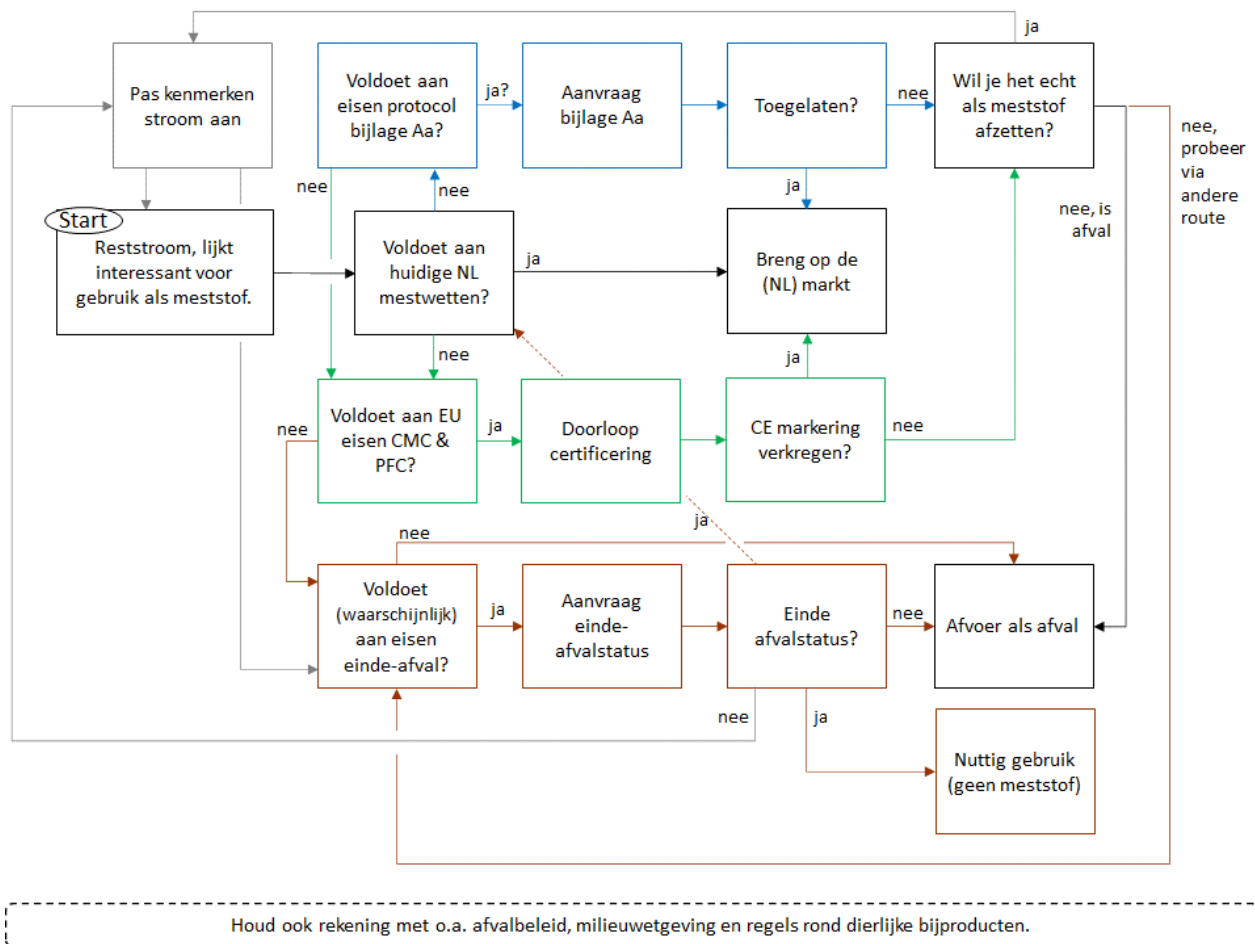 ja
Pas kenmerken
stroom aan
Voldoet aan
eisen protocol
bijlage Aa?
ja?
Aanvraag
bijlage Aa
Toegelaten?
nee
Wil je het echt
als meststof
afzetten?
nee,
probeer
via
andere
route
nee
nee
ja
nee, is
afval
Start
Reststroom, lijkt
interessant voor
gebruik als meststof.
Voldoet aan
huidige NL
mestwetten?
ja
Breng op de
(NL) markt
nee
ja
nee
Voldoet aan EU
eisen CMC &
PFC?
ja
Doorloop
certificering
CE markering
verkregen?
nee
nee
ja
Voldoet
(waarschijnlijk)
aan eisen
einde-afval?
ja
Aanvraag
einde-
afvalstatus
Einde
afvalstatus?
nee
Afvoer als afval
nee
ja
Nuttig gebruik
(geen meststof)
Houd ook rekening met o.a. afvalbeleid, milieuwetgeving en regels rond dierlijke bijproducten.